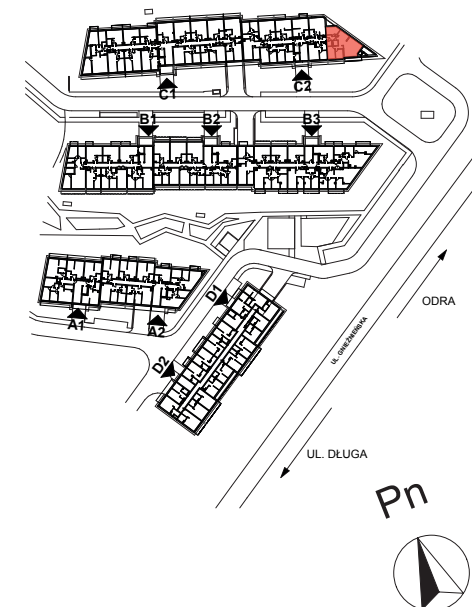 C1
C2
B1
B2
B3
A1
A2
D1
D2
ODRA
UL. GNIEŹNIEŃSKA
UL. DŁUGA
Pn